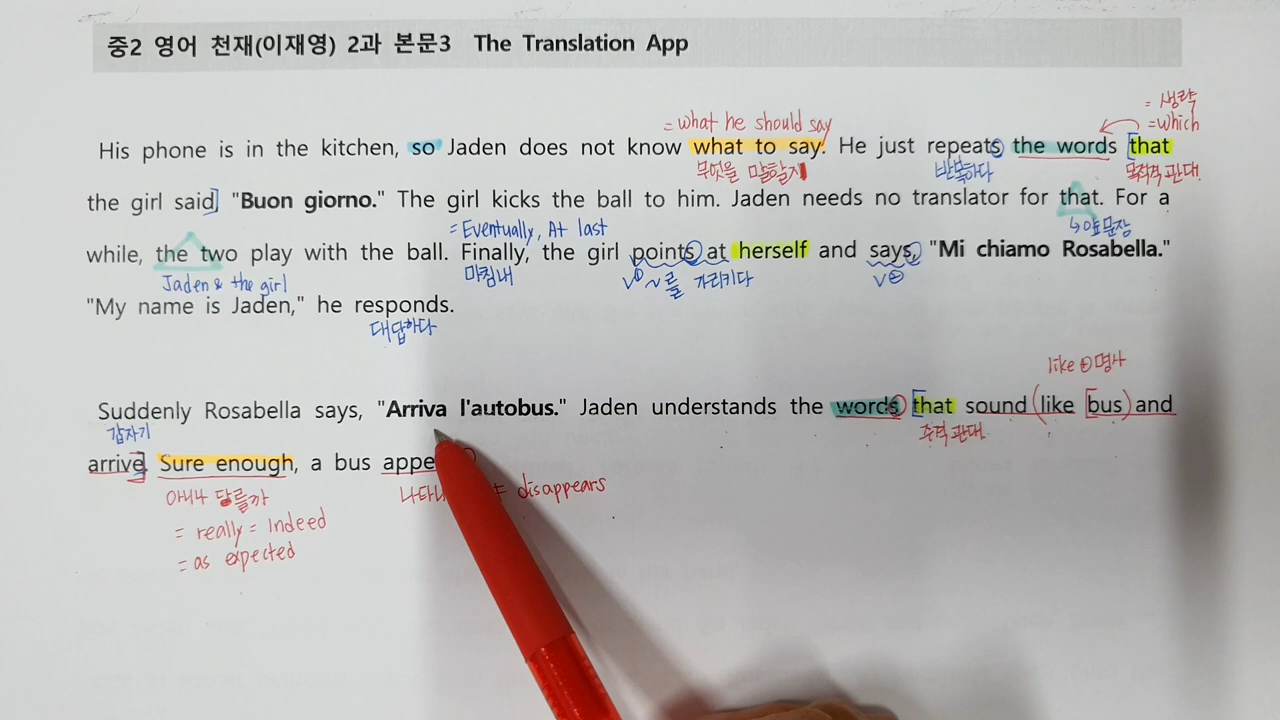 중2 영어 천재(이재영) 2과 본문3 The Translation App
= 생략
= what he should say =which
His phone is in the kitchen, so Jaden does not know what to say. He just repeats the words [that
무엇을 말할지 반복하다 목적격 관대.
the girl said] "Buon giorno." The girl kicks the ball to him. Jaden needs no translator for that. For a
= Eventually, At last ↳앞문장
while, the two play with the ball. Finally, the girl points at herself and says, "Mi chiamo Rosabella."
Jaden & the girl 마침내 V① ~를 가리키다 V②
"My name is Jaden," he responds.
대답하다
like ⊕ 명사
Suddenly Rosabella says, "Arriva l'autobus." Jaden understands the words [that sound (like [bus) and
갑자기 주격 관대.
arrive]. Sure enough, a bus appe
아니나 다를까 나타나 ≠ disappears
= really = indeed
= as expected